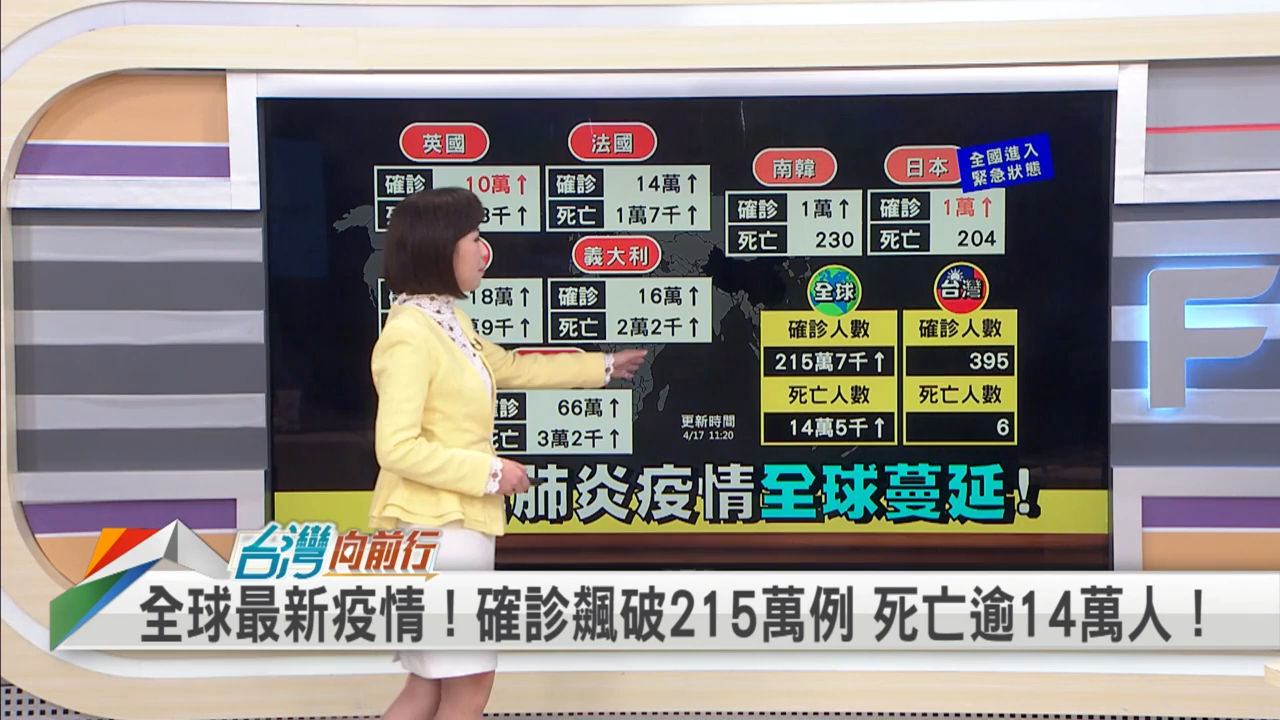 英國
確診 10萬↑
千↑
法國
確診 14萬↑
死亡 1萬7千↑
南韓
確診 1萬↑
死亡 230
日本
全國進入
緊急狀態
確診 1萬↑
死亡 204
18萬↑
萬9千↑
義大利
確診 16萬↑
死亡 2萬2千↑
66萬↑
3萬2千↑
全球
確診人數
215萬7千↑
死亡人數
14萬5千↑
台灣
確診人數
395
死亡人數
6
更新時間
4/17 11:20
肺炎疫情全球蔓延!
F
台灣向前行
全球最新疫情！確診飆破215萬例 死亡逾14萬人！